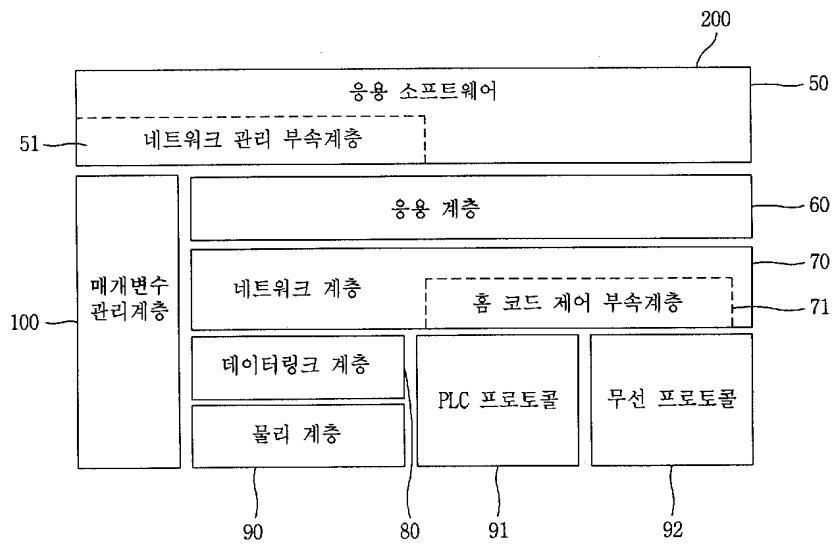 200
응용 소프트웨어
50
51
네트워크 관리 부속계층
응용 계층
60
매개변수
관리계층
100
네트워크 계층
70
홈 코드 제어 부속계층
71
데이터링크 계층
PLC 프로토콜
무선 프로토콜
물리 계층
90
80
91
92